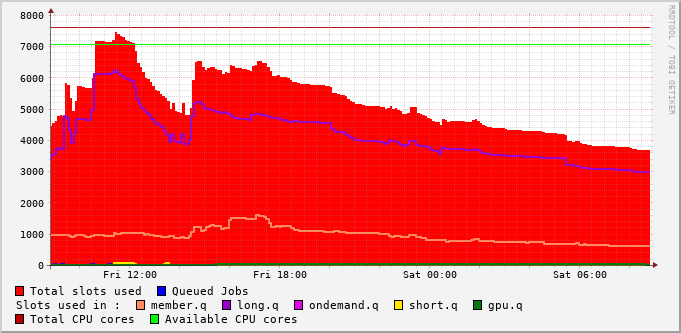 RRDTOOL / TOBI OETIKER
8000
7000
6000
5000
4000
3000
2000
1000
0
Fri 12:00 Fri 18:00 Sat 00:00 Sat 06:00
Total slots used Queued Jobs
Slots used in : member.q long.q ondemand.q short.q gpu.q
Total CPU cores Available CPU cores